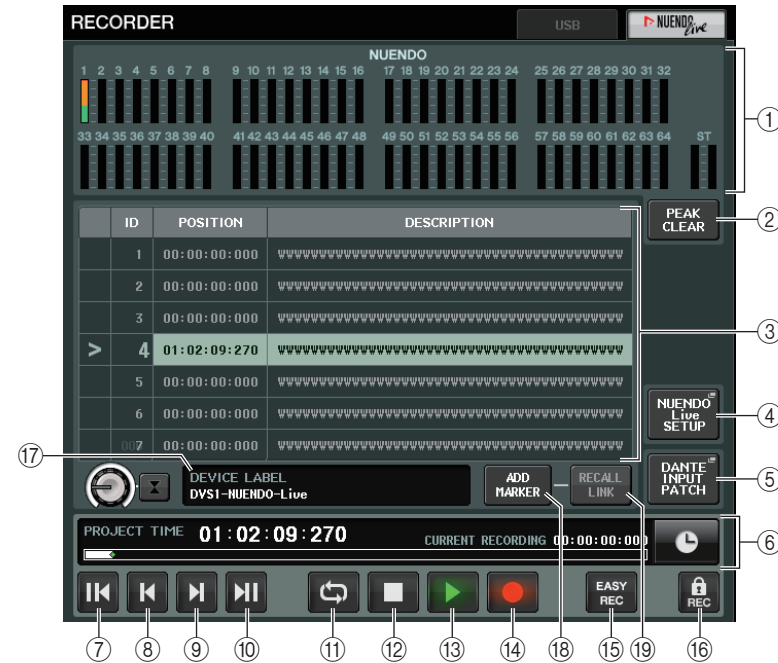 RECORDER
USB
NUENDO live
NUENDO
1 2 3 4 5 6 7 8 9 10 11 12 13 14 15 16 17 18 19 20 21 22 23 24 25 26 27 28 29 30 31 32
33 34 35 36 37 38 39 40 41 42 43 44 45 46 47 48 49 50 51 52 53 54 55 56 57 58 59 60 61 62 63 64 ST
①
PEAK CLEAR
②
ID POSITION DESCRIPTION
1 00:00:00:000 WWWWWWWWWWWWWWWWWWWWWWWWWWWWWWWWWWWWWWWW
2 00:00:00:000 WWWWWWWWWWWWWWWWWWWWWWWWWWWWWWWWWWWWWWWW
3 00:00:00:000 WWWWWWWWWWWWWWWWWWWWWWWWWWWWWWWWWWWWWWWW
③
> 4 01:02:09:270 WWWWWWWWWWWWWWWWWWWWWWWWWWWWWWWWWWWWWWWW
5 00:00:00:000 WWWWWWWWWWWWWWWWWWWWWWWWWWWWWWWWWWWWWWWW
6 00:00:00:000 WWWWWWWWWWWWWWWWWWWWWWWWWWWWWWWWWWWWWWWW
007 00:00:00:000 WWWWWWWWWWWWWWWWWWWWWWWWWWWWWWWWWWWWWWWW
NUENDO Live SETUP
④
⑰
DEVICE LABEL
DVS1-NUENDO-Live
ADD MARKER
RECALL LINK
DANTE INPUT PATCH
⑤
PROJECT TIME 01:02:09:270 CURRENT RECORDING 00:00:00:000
⑥
EASY REC
REC
⑦ ⑧ ⑨ ⑩ ⑪ ⑫ ⑬ ⑭ ⑱ ⑮ ⑲ ⑯